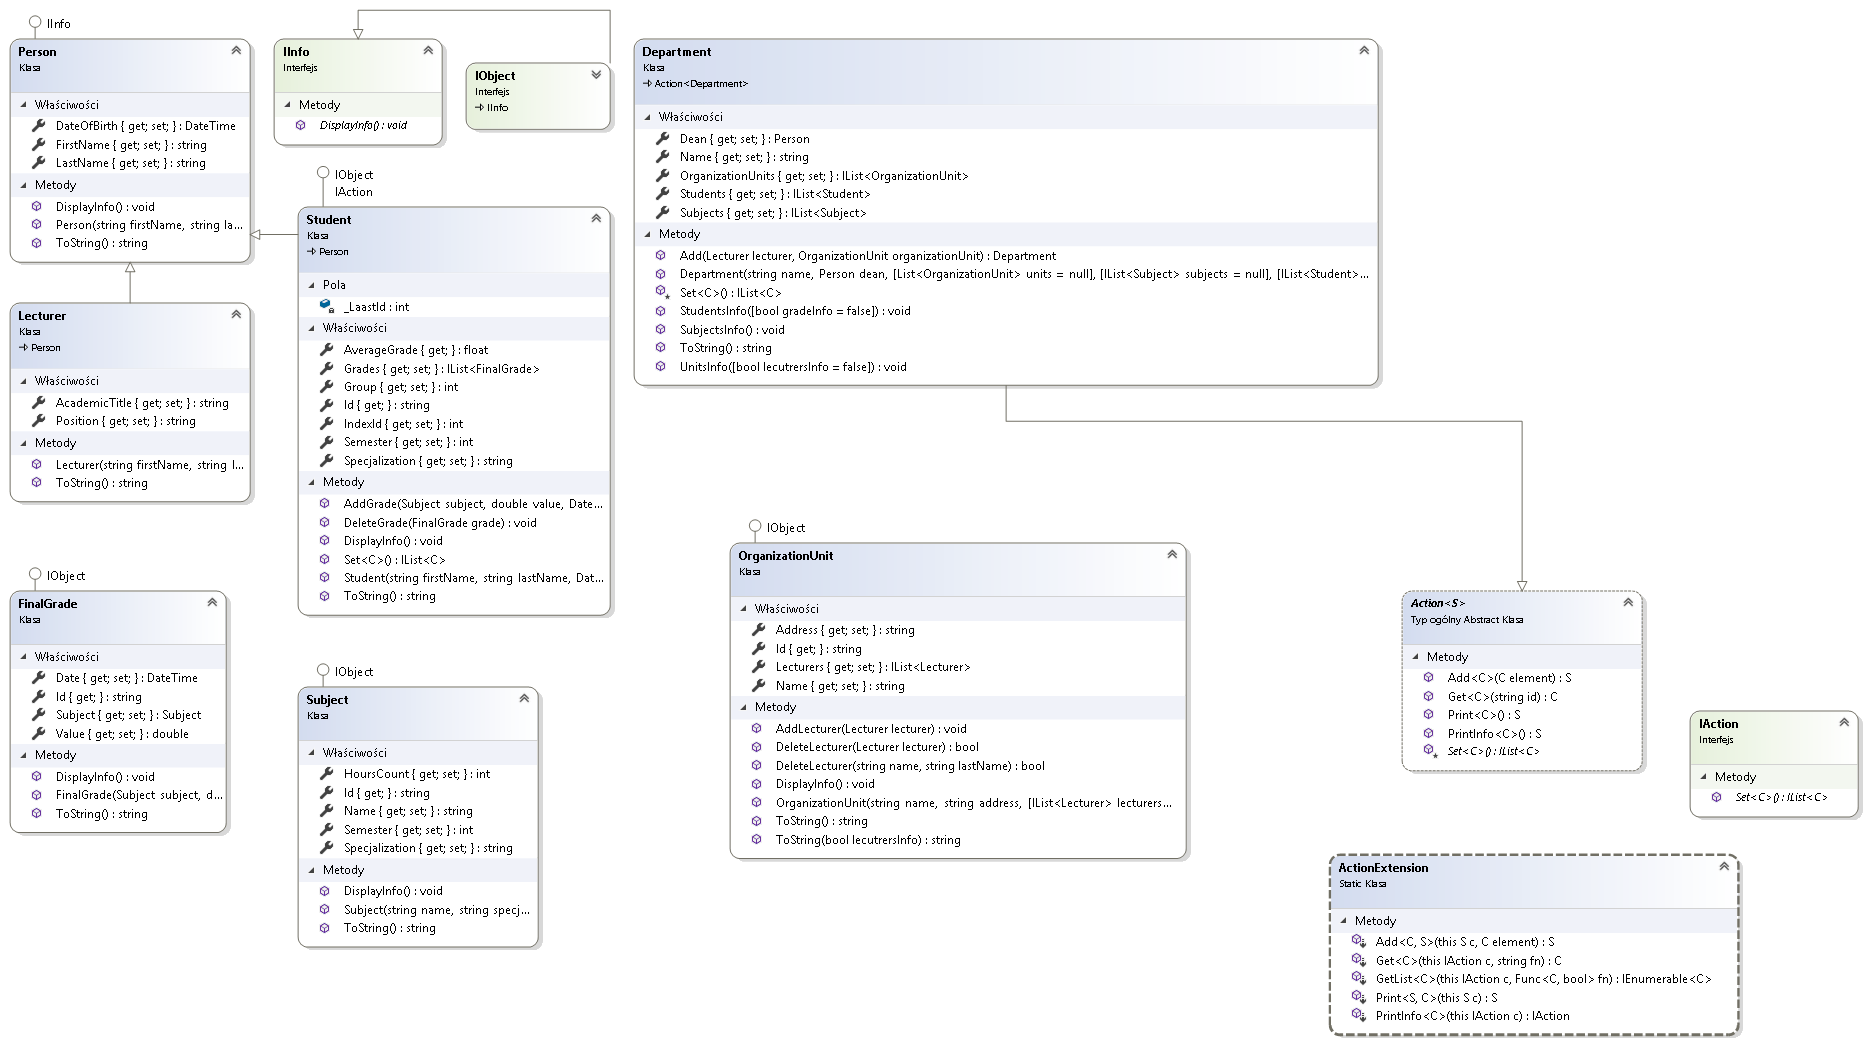 IInfo
Person
Klasa
Właściwości
DateOfBirth { get; set; } : DateTime
FirstName { get; set; } : string
LastName { get; set; } : string
Metody
DisplayInfo() : void
Person(string firstName, string la...
ToString() : string
Lecturer
Klasa
Person
Właściwości
AcademicTitle { get; set; } : string
Position { get; set; } : string
Metody
Lecturer(string firstName, string l...
ToString() : string
IObject
FinalGrade
Klasa
Właściwości
Date { get; set; } : DateTime
Id { get; } : string
Subject { get; set; } : Subject
Value { get; set; } : double
Metody
DisplayInfo() : void
FinalGrade(Subject subject, d...
ToString() : string
IInfo
Interfejs
Metody
DisplayInfo() : void
IObject
Interfejs
IInfo
IObject
IAction
Student
Klasa
Person
Pola
_LaastId : int
Właściwości
AverageGrade { get; } : float
Grades { get; set; } : IList<FinalGrade>
Group { get; set; } : int
Id { get; } : string
IndexId { get; set; } : int
Semester { get; set; } : int
Specjalization { get; set; } : string
Metody
AddGrade(Subject subject, double value, Date...
DeleteGrade(FinalGrade grade) : void
DisplayInfo() : void
Set<C>() : IList<C>
Student(string firstName, string lastName, Dat...
ToString() : string
IObject
Subject
Klasa
Właściwości
HoursCount { get; set; } : int
Id { get; } : string
Name { get; set; } : string
Semester { get; set; } : int
Specjalization { get; set; } : string
Metody
DisplayInfo() : void
Subject(string name, string specj...
ToString() : string
Department
Klasa
Action<Department>
Właściwości
Dean { get; set; } : Person
Name { get; set; } : string
OrganizationUnits { get; set; } : IList<OrganizationUnit>
Students { get; set; } : IList<Student>
Subjects { get; set; } : IList<Subject>
Metody
Add(Lecturer lecturer, OrganizationUnit organizationUnit) : Department
Department(string name, Person dean, [List<OrganizationUnit> units = null], [IList<Subject> subjects = null], [IList<Student>...
Set<C>() : IList<C>
StudentsInfo([bool gradeInfo = false]) : void
SubjectsInfo() : void
ToString() : string
UnitsInfo([bool lecutrersInfo = false]) : void
IObject
OrganizationUnit
Klasa
Właściwości
Address { get; set; } : string
Id { get; } : string
Lecturers { get; set; } : IList<Lecturer>
Name { get; set; } : string
Metody
AddLecturer(Lecturer lecturer) : void
DeleteLecturer(Lecturer lecturer) : bool
DeleteLecturer(string name, string lastName) : bool
DisplayInfo() : void
OrganizationUnit(string name, string address, [IList<Lecturer> lecturers...
ToString() : string
ToString(bool lecutrersInfo) : string
Action<S>
Typ ogólny Abstract Klasa
Metody
Add<C>(C element) : S
Get<C>(string id) : C
Print<C>() : S
PrintInfo<C>() : S
Set<C>() : IList<C>
IAction
Interfejs
Metody
Set<C>() : IList<C>
ActionExtension
Static Klasa
Metody
Add<C, S>(this S c, C element) : S
Get<C>(this IAction c, string fn) : C
GetList<C>(this IAction c, Func<C, bool> fn) : IEnumerable<C>
Print<S, C>(this S c) : S
PrintInfo<C>(this IAction c) : IAction